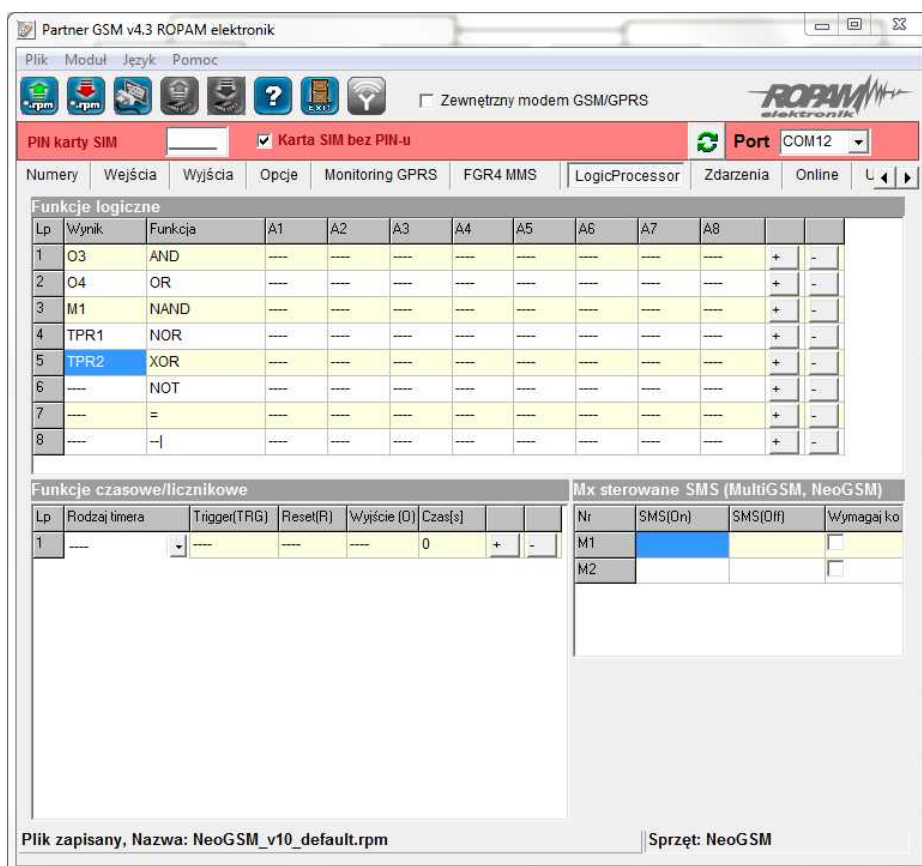 Partner GSM v4.3 ROPAM elektronik
Plik Moduł Język Pomoc
.rpm .rpm ? EXIT Zewnętrzny modem GSM/GPRS ROPAM elektronik
PIN karty SIM Karta SIM bez PIN-u Port COM12
Numery Wejścia Wyjścia Opcje Monitoring GPRS FGR4 MMS LogicProcessor Zdarzenia Online U
Funkcje logiczne
Lp Wynik Funkcja A1 A2 A3 A4 A5 A6 A7 A8
1 O3 AND ---- ---- ---- ---- ---- ---- ---- ---- + -
2 O4 OR ---- ---- ---- ---- ---- ---- ---- ---- + -
3 M1 NAND ---- ---- ---- ---- ---- ---- ---- ---- + -
4 TPR1 NOR ---- ---- ---- ---- ---- ---- ---- ---- + -
5 TPR2 XOR ---- ---- ---- ---- ---- ---- ---- ---- + -
6 ---- NOT ---- ---- ---- ---- ---- ---- ---- ---- + -
7 ---- = ---- ---- ---- ---- ---- ---- ---- ---- + -
8 ---- --| ---- ---- ---- ---- ---- ---- ---- ---- + -
Funkcje czasowe/licznikowe
Lp Rodzaj timera Trigger(TRG) Reset(R) Wyjście (O) Czas[s]
1 ---- ---- ---- ---- 0 + -
Mx sterowane SMS (MultiGSM, NeoGSM)
Nr SMS(On) SMS(Off) Wymagaj ko
M1
M2
Plik zapisany, Nazwa: NeoGSM_v10_default.rpm Sprzęt: NeoGSM